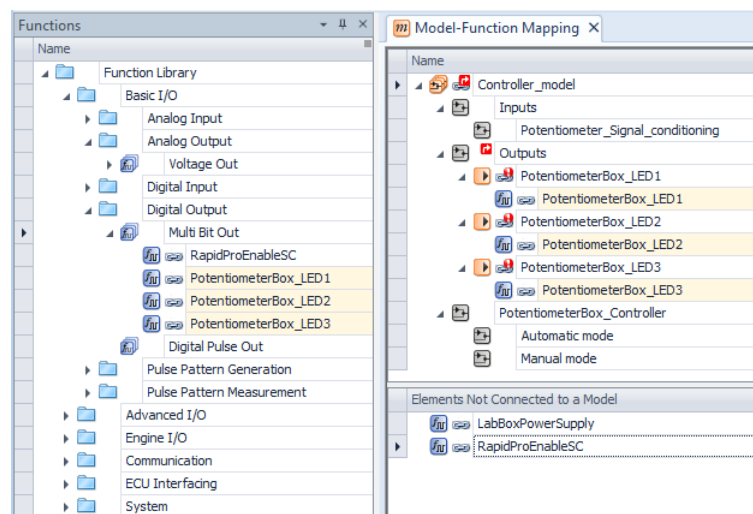 Functions
Name
Function Library
Basic I/O
Analog Input
Analog Output
Voltage Out
Digital Input
Digital Output
Multi Bit Out
RapidProEnableSC
PotentiometerBox_LED1
PotentiometerBox_LED2
PotentiometerBox_LED3
Digital Pulse Out
Pulse Pattern Generation
Pulse Pattern Measurement
Advanced I/O
Engine I/O
Communication
ECU Interfacing
System
Model-Function Mapping
Name
Controller_model
Inputs
Potentiometer_Signal_conditioning
Outputs
PotentiometerBox_LED1
PotentiometerBox_LED1
PotentiometerBox_LED2
PotentiometerBox_LED2
PotentiometerBox_LED3
PotentiometerBox_LED3
PotentiometerBox_Controller
Automatic mode
Manual mode
Elements Not Connected to a Model
LabBoxPowerSupply
RapidProEnableSC